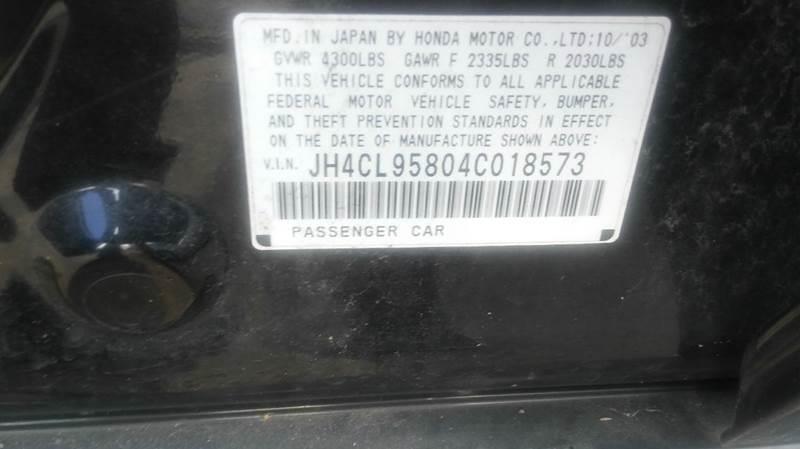 MFD. IN JAPAN BY HONDA MOTOR CO.,LTD:10/'03
GVWR 4300LBS GAWR F 2335LBS R 2030LBS
THIS VEHICLE CONFORMS TO ALL APPLICABLE
FEDERAL MOTOR VEHICLE SAFETY, BUMPER,
AND THEFT PREVENTION STANDARDS IN EFFECT
ON THE DATE OF MANUFACTURE SHOWN ABOVE:
V.I.N. JH4CL95804C018573
PASSENGER CAR